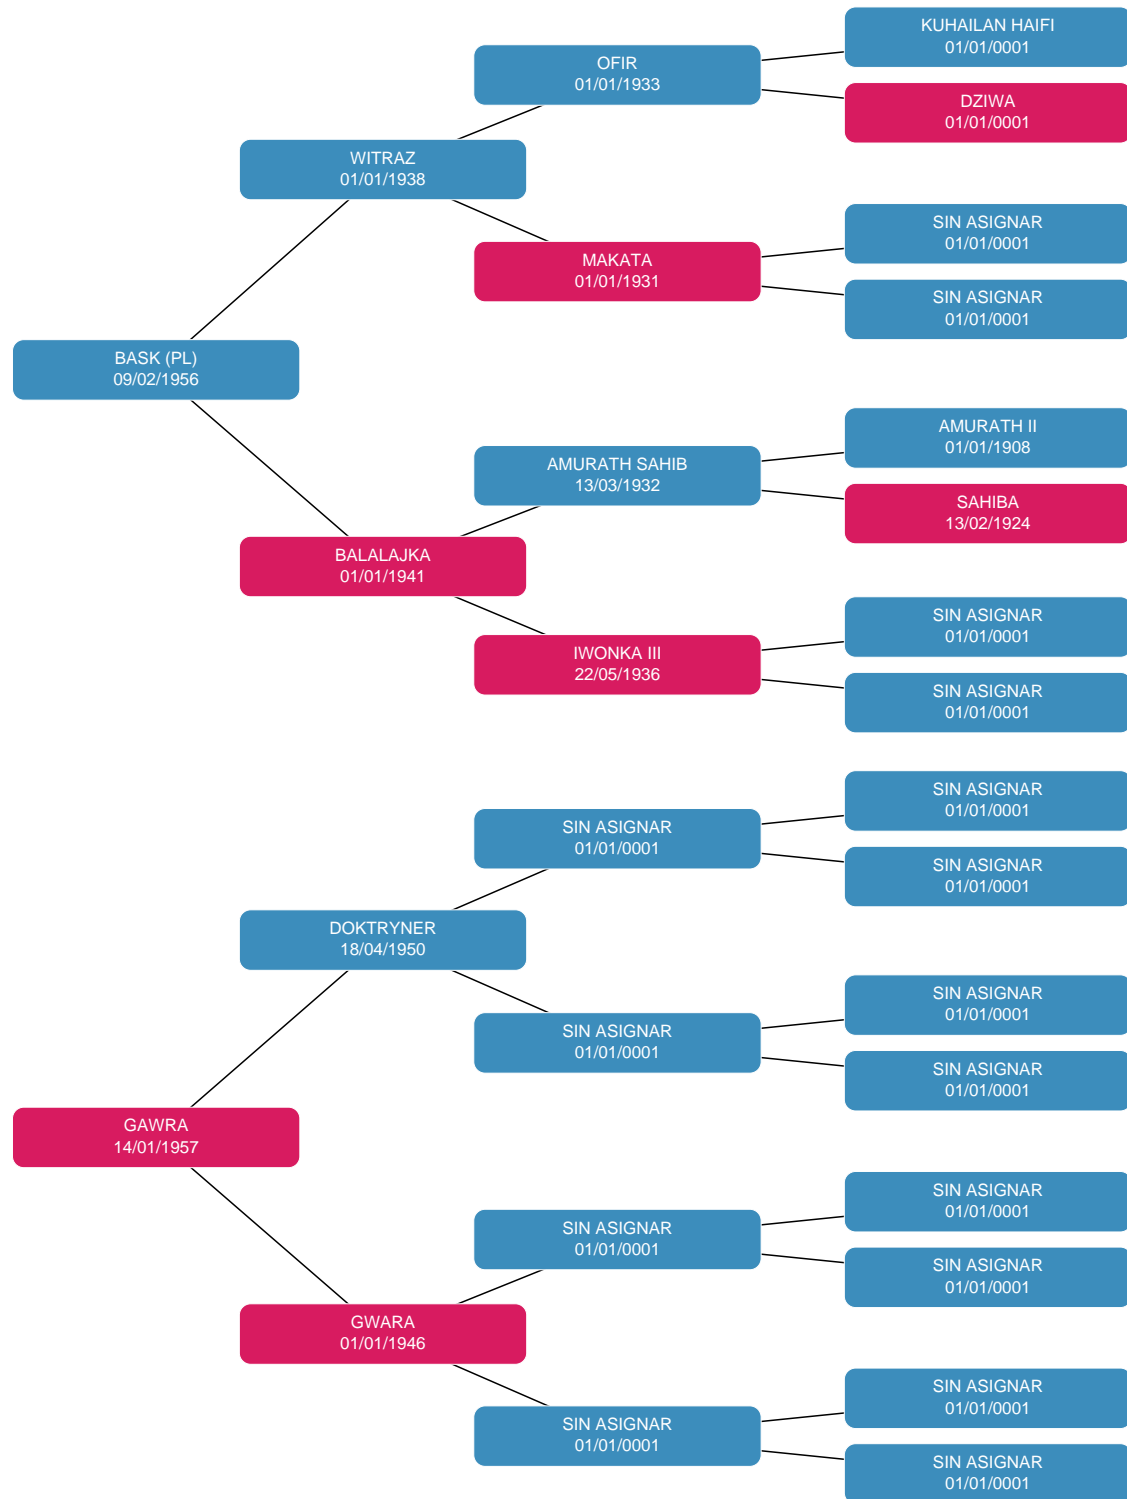 KUHAILAN HAIFI
01/01/0001
OFIR
01/01/1933
DZIWA
01/01/0001
WITRAZ
01/01/1938
SIN ASIGNAR
01/01/0001
MAKATA
01/01/1931
SIN ASIGNAR
01/01/0001
BASK (PL)
09/02/1956
AMURATH II
01/01/1908
AMURATH SAHIB
13/03/1932
SAHIBA
13/02/1924
BALALAJKA
01/01/1941
SIN ASIGNAR
01/01/0001
IWONKA III
22/05/1936
SIN ASIGNAR
01/01/0001
SIN ASIGNAR
01/01/0001
SIN ASIGNAR
01/01/0001
SIN ASIGNAR
01/01/0001
DOKTRYNER
18/04/1950
SIN ASIGNAR
01/01/0001
SIN ASIGNAR
01/01/0001
SIN ASIGNAR
01/01/0001
GAWRA
14/01/1957
SIN ASIGNAR
01/01/0001
SIN ASIGNAR
01/01/0001
SIN ASIGNAR
01/01/0001
GWARA
01/01/1946
SIN ASIGNAR
01/01/0001
SIN ASIGNAR
01/01/0001
SIN ASIGNAR
01/01/0001